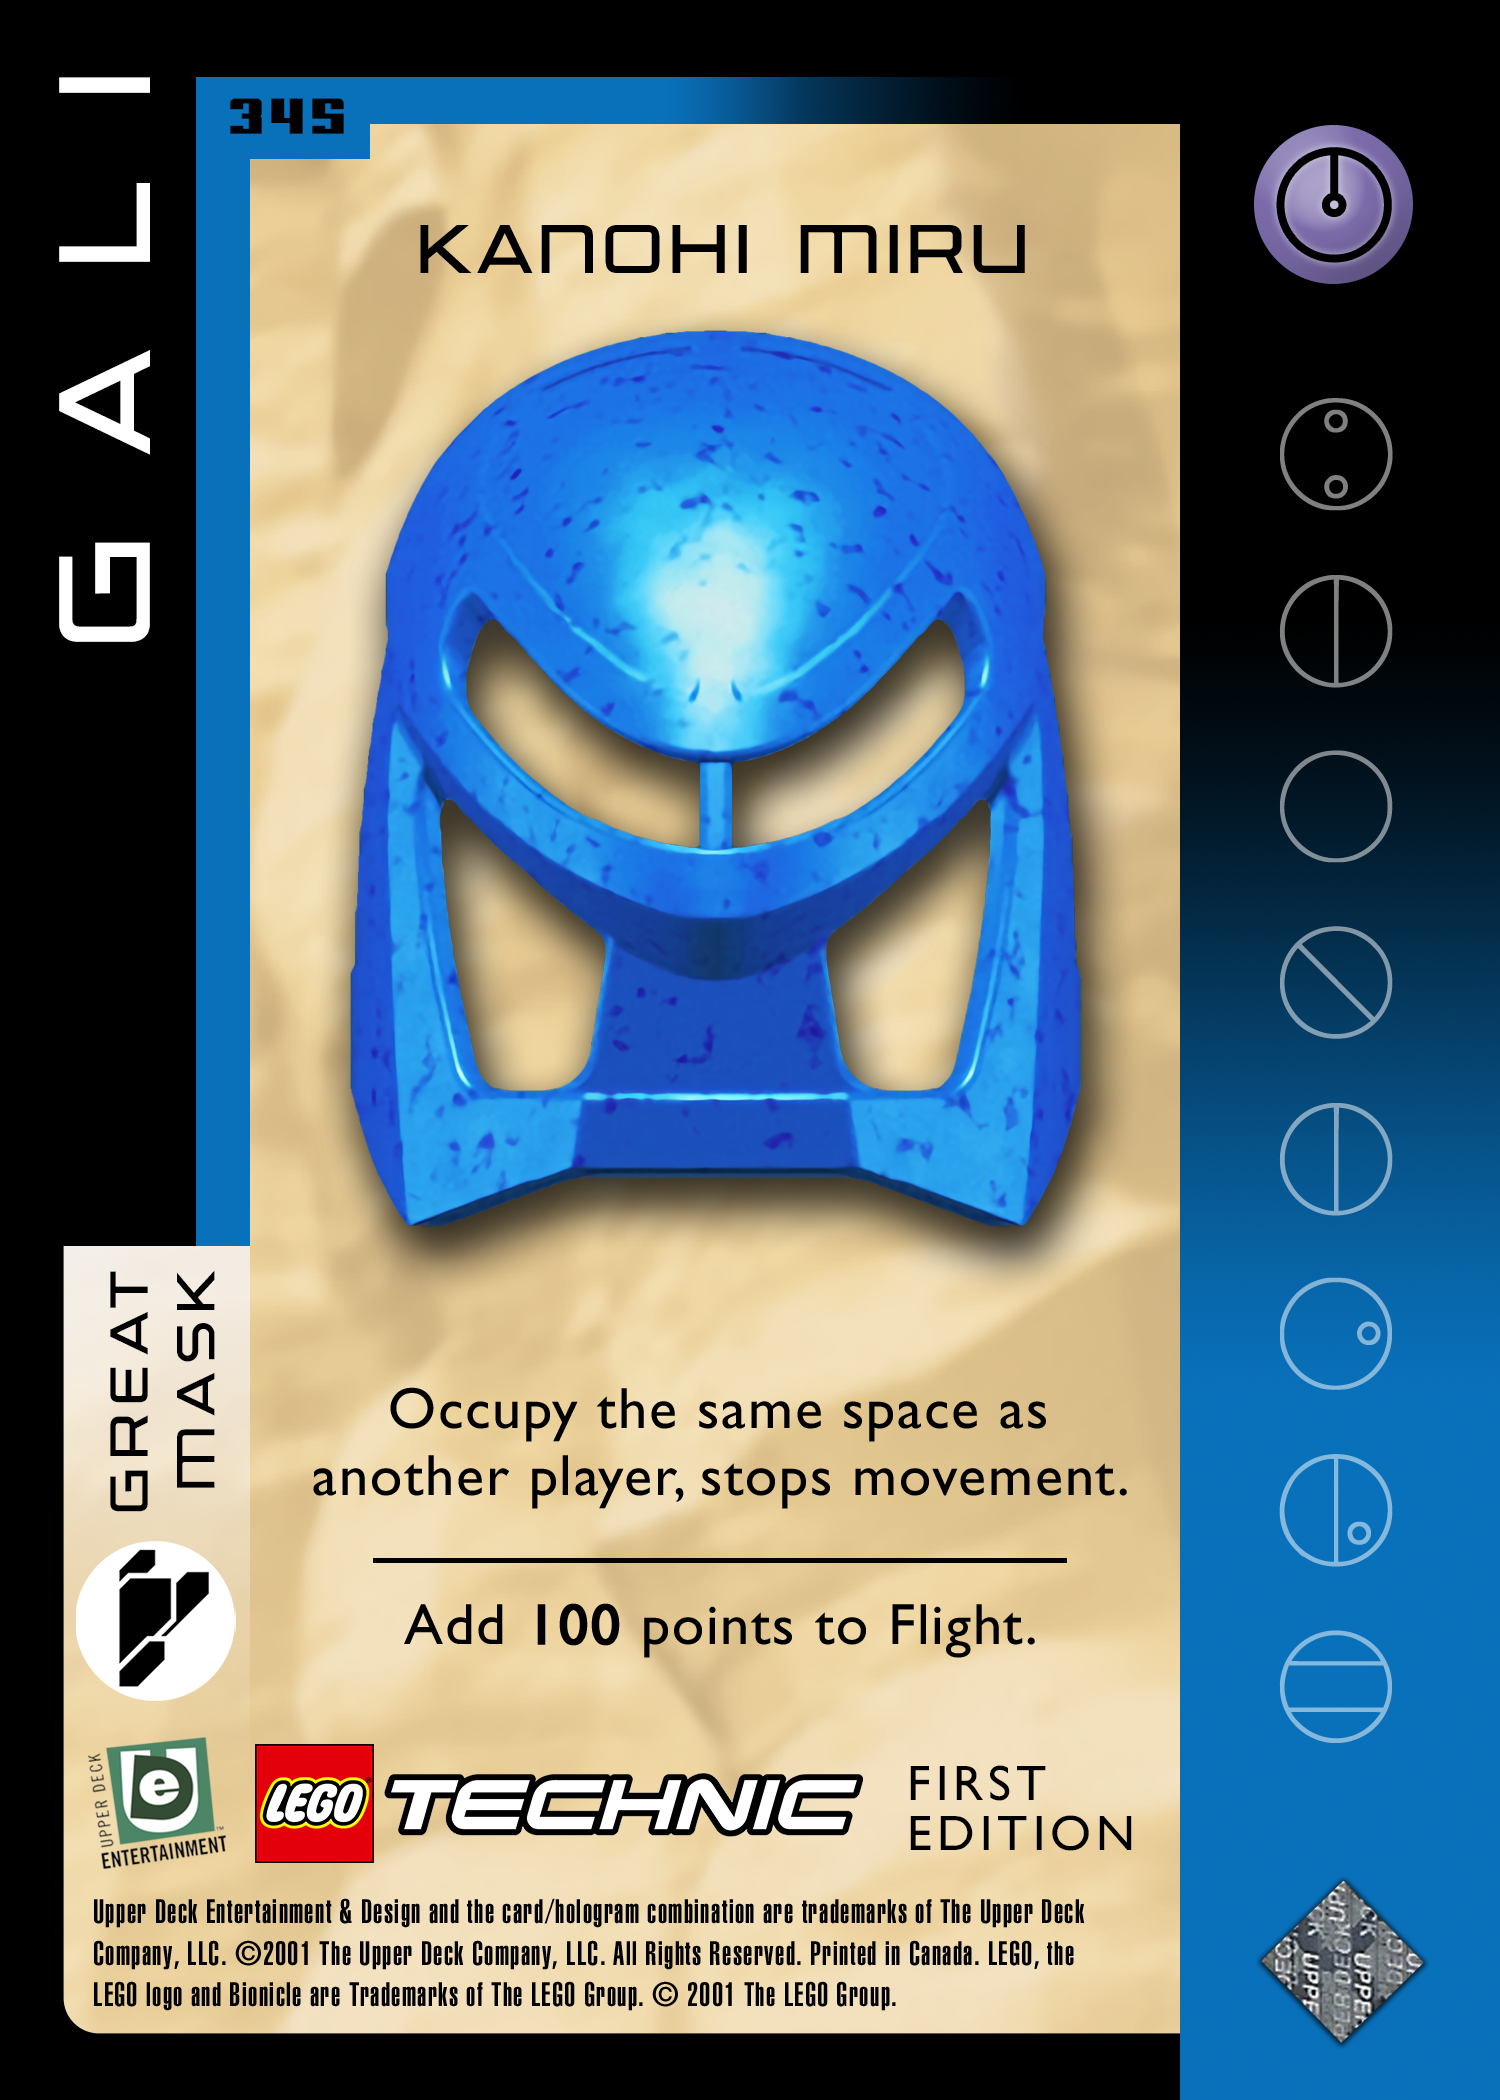 GALI
345
KANOHI MIRU
GREAT
MASK
Occupy the same space as
another player, stops movement.
Add 100 points to Flight.
UPPER DECK
e
ENTERTAINMENT™
LEGO TECHNIC
FIRST
EDITION
Upper Deck Entertainment & Design and the card/hologram combination are trademarks of The Upper Deck
Company, LLC. ©2001 The Upper Deck Company, LLC. All Rights Reserved. Printed in Canada. LEGO, the
LEGO logo and Bionicle are Trademarks of The LEGO Group. © 2001 The LEGO Group.